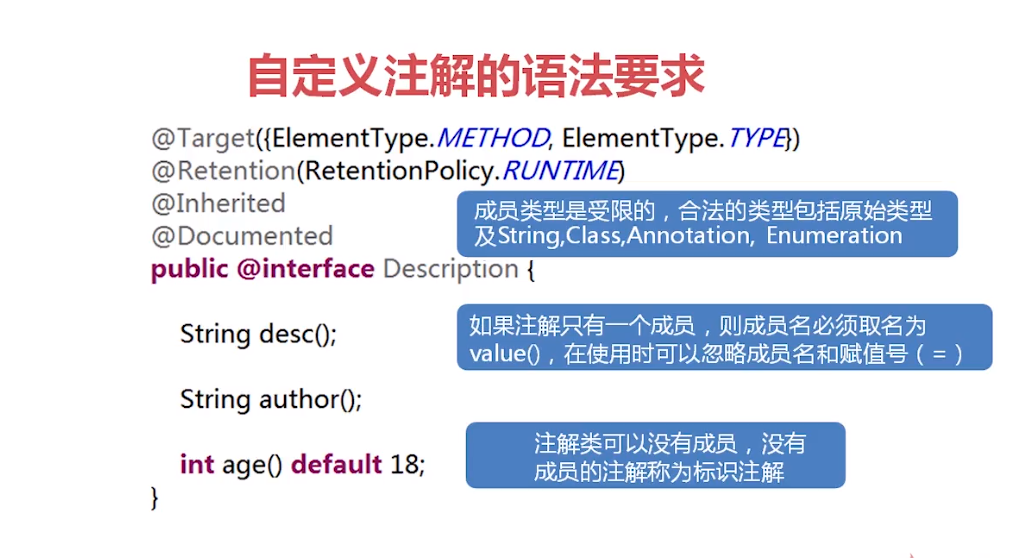 自定义注解的语法要求
@Target({ElementType.METHOD, ElementType.TYPE})
@Retention(RetentionPolicy.RUNTIME)
@Inherited
@Documented
public @interface Description {
成员类型是受限的，合法的类型包括原始类型
及String,Class,Annotation, Enumeration
String desc();
如果注解只有一个成员，则成员名必须取名为
value()，在使用时可以忽略成员名和赋值号（=）
String author();
int age() default 18;
注解类可以没有成员，没有
成员的注解称为标识注解
}